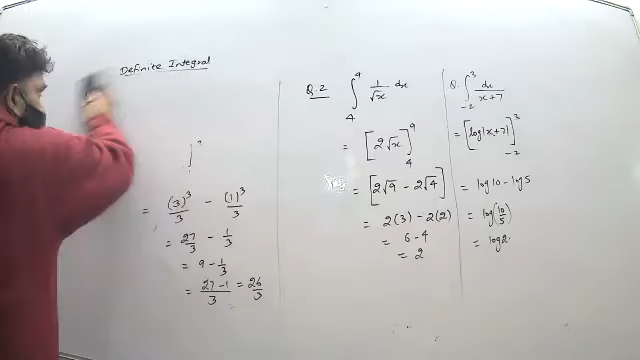 Definite Integral
]³
= (3)³/3 - (1)³/3
= 27/3 - 1/3
= 9 - 1/3
= 27-1/3 = 26/3
Q.2 ∫₄⁹ 1/√x dx
= [2√x]₄⁹
= [2√9 - 2√4]
= 2(3) - 2(2)
= 6 - 4
= 2
Q. ∫₋₂³ dx/x+7
= [log|x+7|]₋₂³
= log10 - log5
= log(10/5)
= log2.